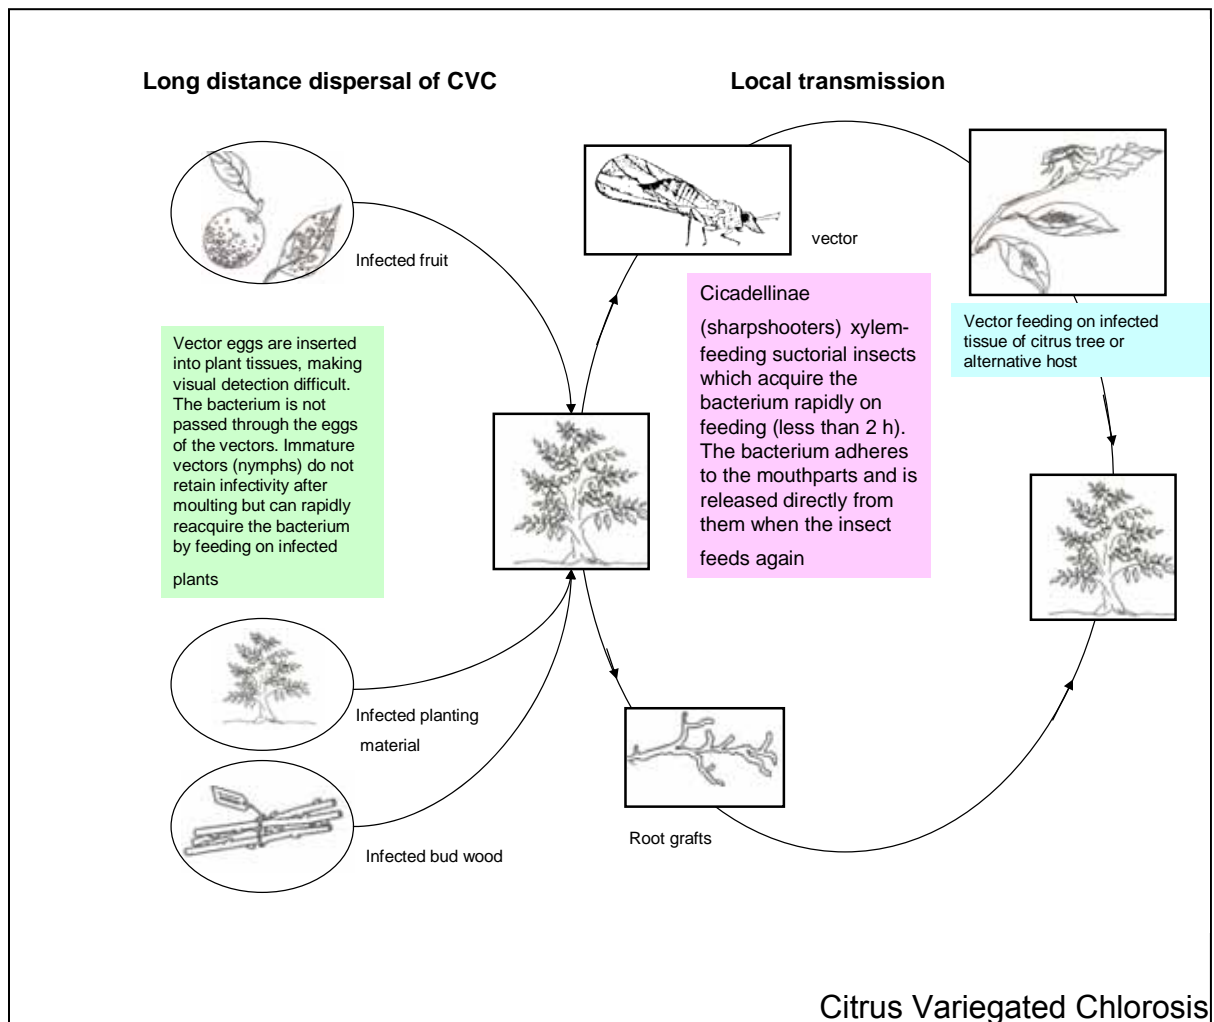 Long distance dispersal of CVC
Local transmission
Infected fruit
vector
Vector eggs are inserted
into plant tissues, making
visual detection difficult.
The bacterium is not
passed through the eggs
of the vectors. Immature
vectors (nymphs) do not
retain infectivity after
moulting but can rapidly
reacquire the bacterium
by feeding on infected
plants
Cicadellinae
(sharpshooters) xylem-
feeding suctorial insects
which acquire the
bacterium rapidly on
feeding (less than 2 h).
The bacterium adheres
to the mouthparts and is
released directly from
them when the insect
feeds again
Vector feeding on infected
tissue of citrus tree or
alternative host
Infected planting
material
Infected bud wood
Root grafts
Citrus Variegated Chlorosis